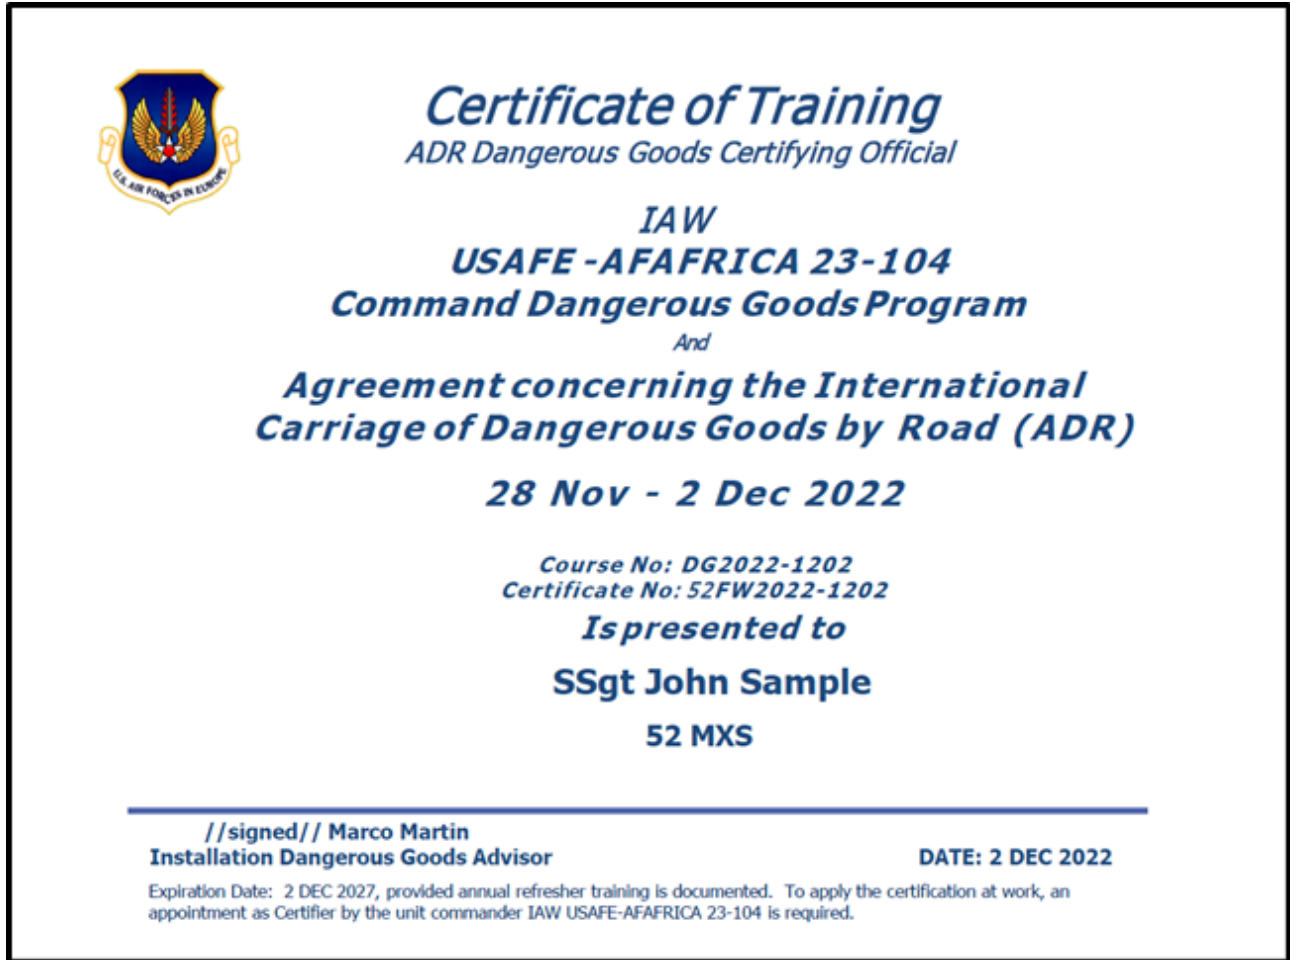 Certificate of Training
ADR Dangerous Goods Certifying Official
U.S. AIR FORCES IN EUROPE
IAW
USAFE -AFAFRICA 23-104
Command Dangerous Goods Program
And
Agreement concerning the International
Carriage of Dangerous Goods by Road (ADR)
28 Nov - 2 Dec 2022
Course No: DG2022-1202
Certificate No: 52FW2022-1202
Is presented to
SSgt John Sample
52 MXS
//signed// Marco Martin
Installation Dangerous Goods Advisor DATE: 2 DEC 2022
Expiration Date: 2 DEC 2027, provided annual refresher training is documented. To apply the certification at work, an
appointment as Certifier by the unit commander IAW USAFE-AFAFRICA 23-104 is required.